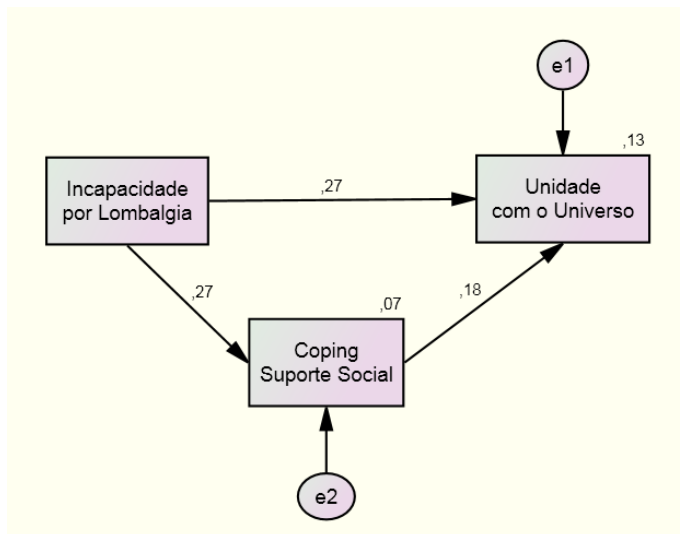 e1
,13
Incapacidade
por Lombalgia
,27
Unidade
com o Universo
,27
,18
,07
Coping
Suporte Social
e2